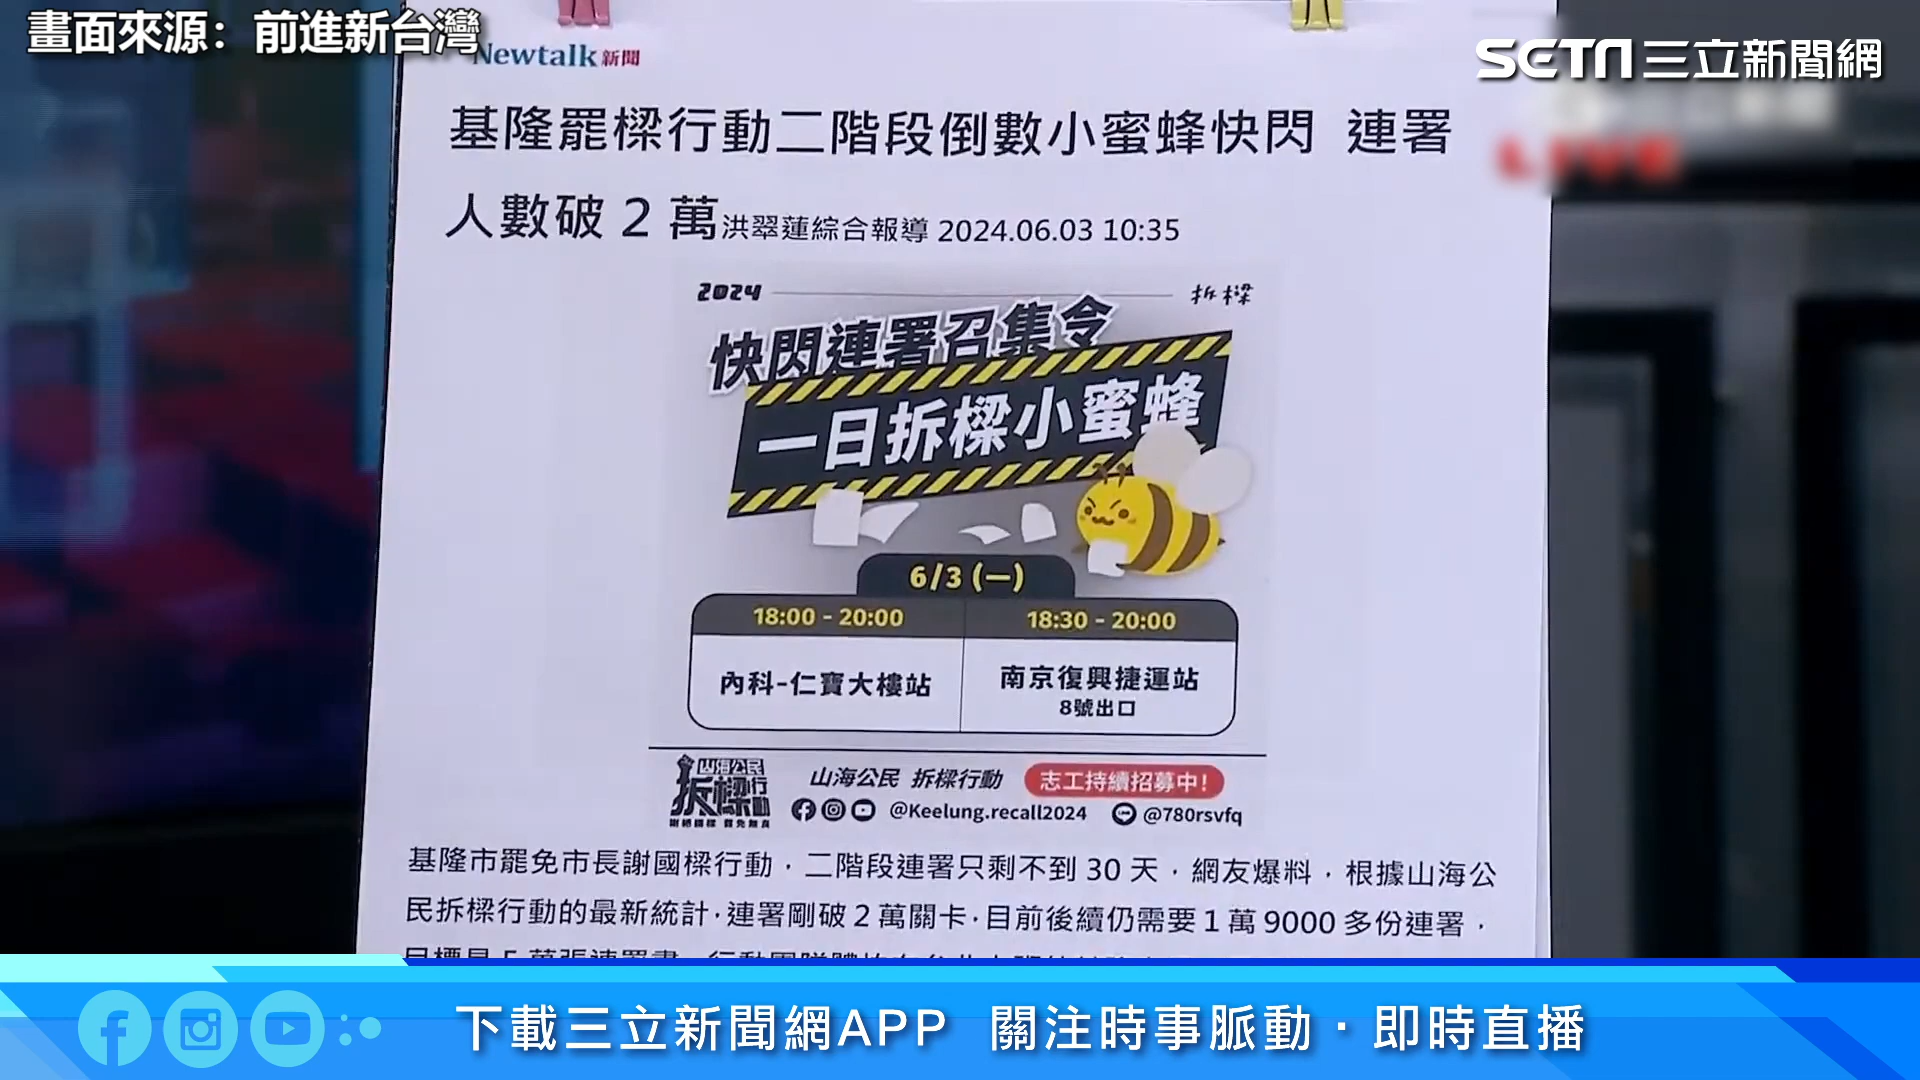 畫面來源：前進新台灣
SETN三立新聞網
Newtalk新聞
基隆罷樑行動二階段倒數小蜜蜂快閃 連署
人數破 2 萬洪翠蓮綜合報導 2024.06.03 10:35
2024
拆樑
快閃連署召集令
一日拆樑小蜜蜂
6/3 (一)
18:00 - 20:00
18:30 - 20:00
內科-仁寶大樓站
南京復興捷運站
8號出口
山海公民
拆樑行動
山海公民 拆樑行動
志工持續招募中!
@Keelung.recall2024
@780rsvfq
基隆市罷免市長謝國樑行動，二階段連署只剩不到 30 天，網友爆料，根據山海公
民拆樑行動的最新統計，連署剛破 2 萬關卡，目前後續仍需要 1 萬 9000 多份連署，
下載三立新聞網APP 關注時事脈動・即時直播